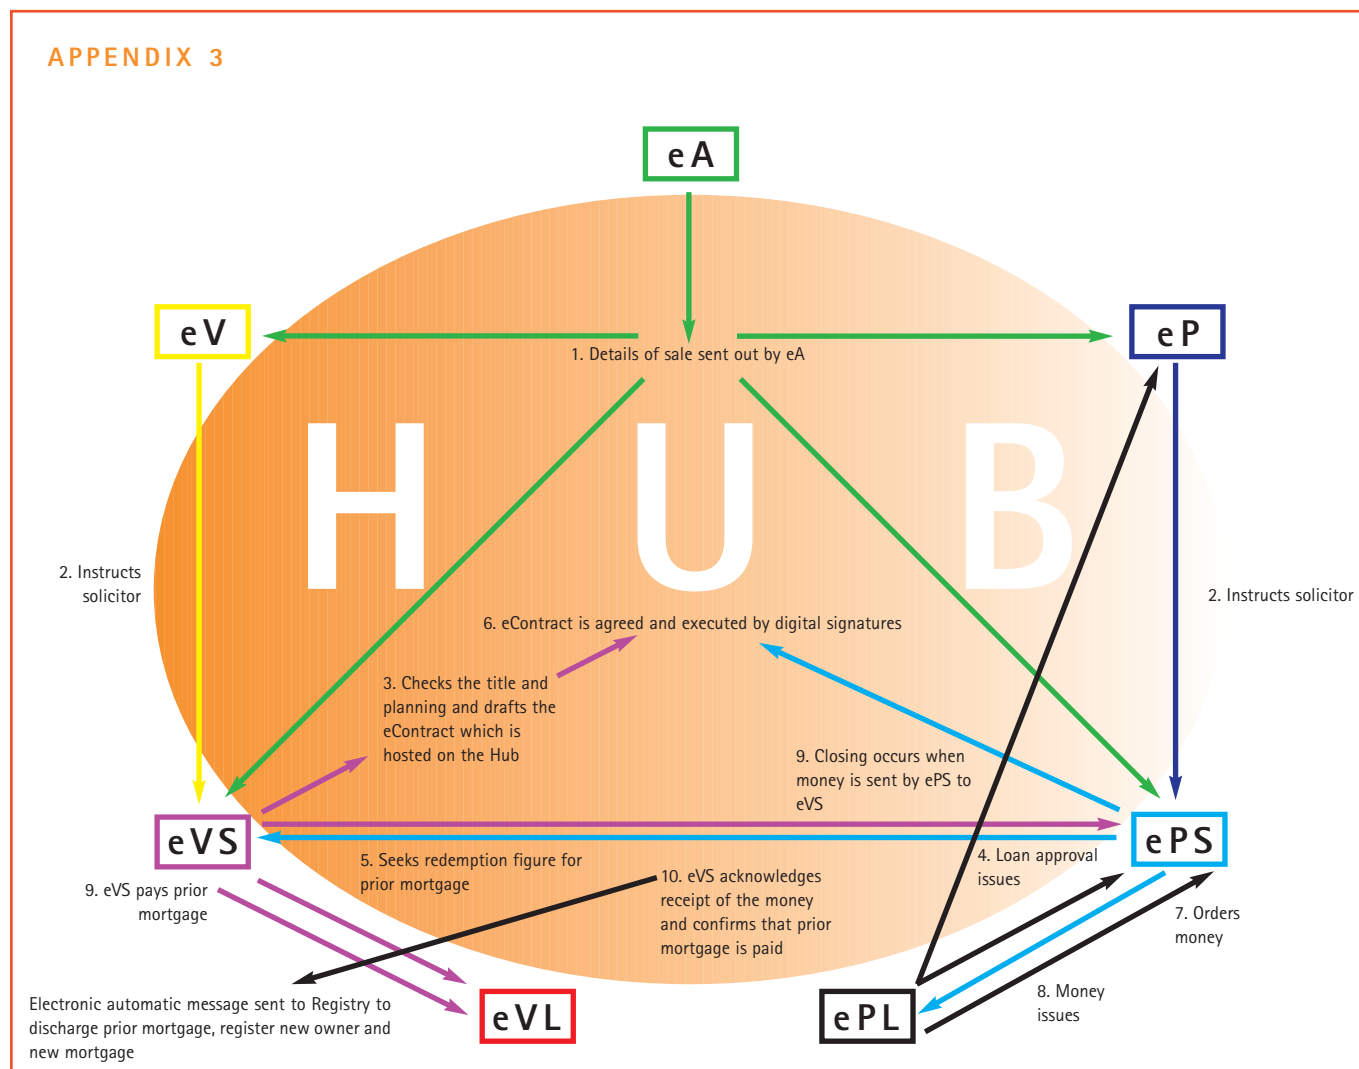 APPENDIX 3
eA
eV
eP
1. Details of sale sent out by eA
HUB
2. Instructs
solicitor
2. Instructs solicitor
6. eContract is agreed and executed by digital signatures
3. Checks the title and
planning and drafts the
eContract which is
hosted on the Hub
9. Closing occurs when
money is sent by ePS to
eVS
eVS
ePS
5. Seeks redemption figure for
prior mortgage
4. Loan approval
issues
10. eVS acknowledges
receipt of the money
and confirms that prior
mortgage is paid
9. eVS pays prior
mortgage
7. Orders
money
8. Money
issues
Electronic automatic message sent to Registry to
discharge prior mortgage, register new owner and
new mortgage
eVL
ePL